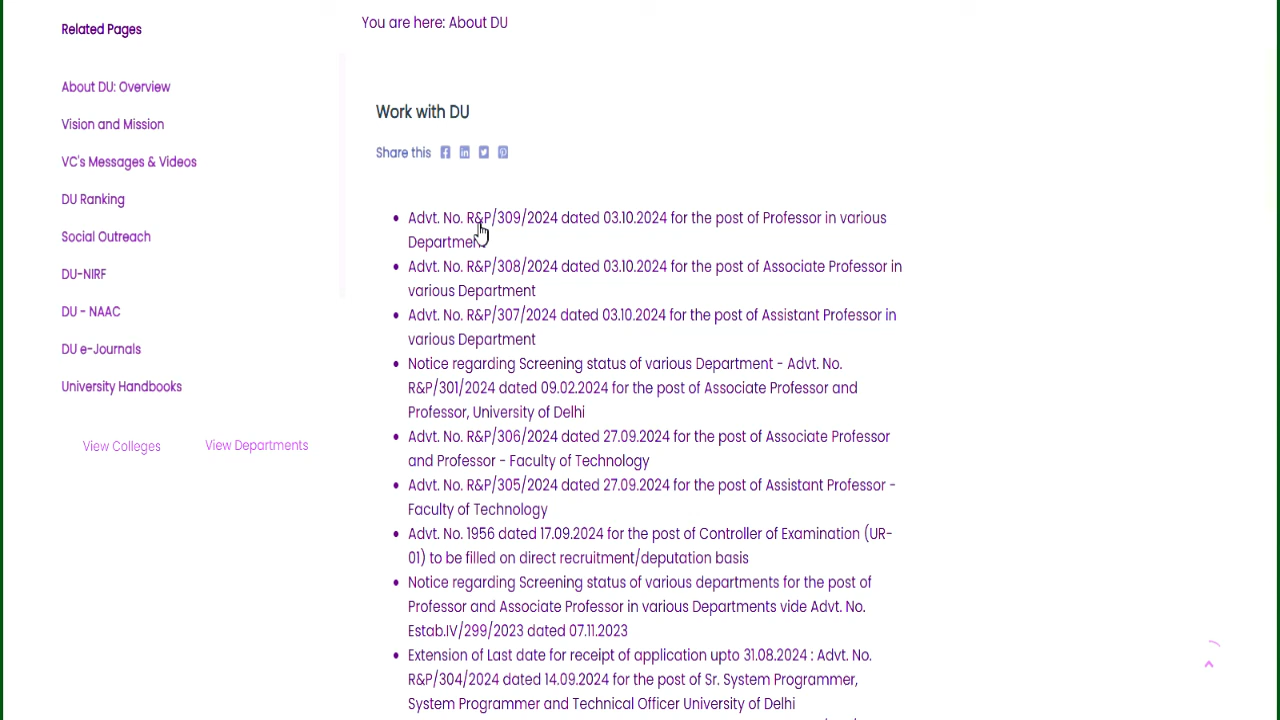 Related Pages
About DU: Overview
Vision and Mission
VC's Messages & Videos
DU Ranking
Social Outreach
DU-NIRF
DU - NAAC
DU e-Journals
University Handbooks
View Colleges
View Departments
You are here: About DU
Work with DU
Share this
Advt. No. R&P/309/2024 dated 03.10.2024 for the post of Professor in various
Department
Advt. No. R&P/308/2024 dated 03.10.2024 for the post of Associate Professor in
various Department
Advt. No. R&P/307/2024 dated 03.10.2024 for the post of Assistant Professor in
various Department
Notice regarding Screening status of various Department - Advt. No.
R&P/301/2024 dated 09.02.2024 for the post of Associate Professor and
Professor, University of Delhi
Advt. No. R&P/306/2024 dated 27.09.2024 for the post of Associate Professor
and Professor - Faculty of Technology
Advt. No. R&P/305/2024 dated 27.09.2024 for the post of Assistant Professor -
Faculty of Technology
Advt. No. 1956 dated 17.09.2024 for the post of Controller of Examination (UR-
01) to be filled on direct recruitment/deputation basis
Notice regarding Screening status of various departments for the post of
Professor and Associate Professor in various Departments vide Advt. No.
Estab.IV/299/2023 dated 07.11.2023
Extension of Last date for receipt of application upto 31.08.2024 : Advt. No.
R&P/304/2024 dated 14.09.2024 for the post of Sr. System Programmer,
System Programmer and Technical Officer University of Delhi